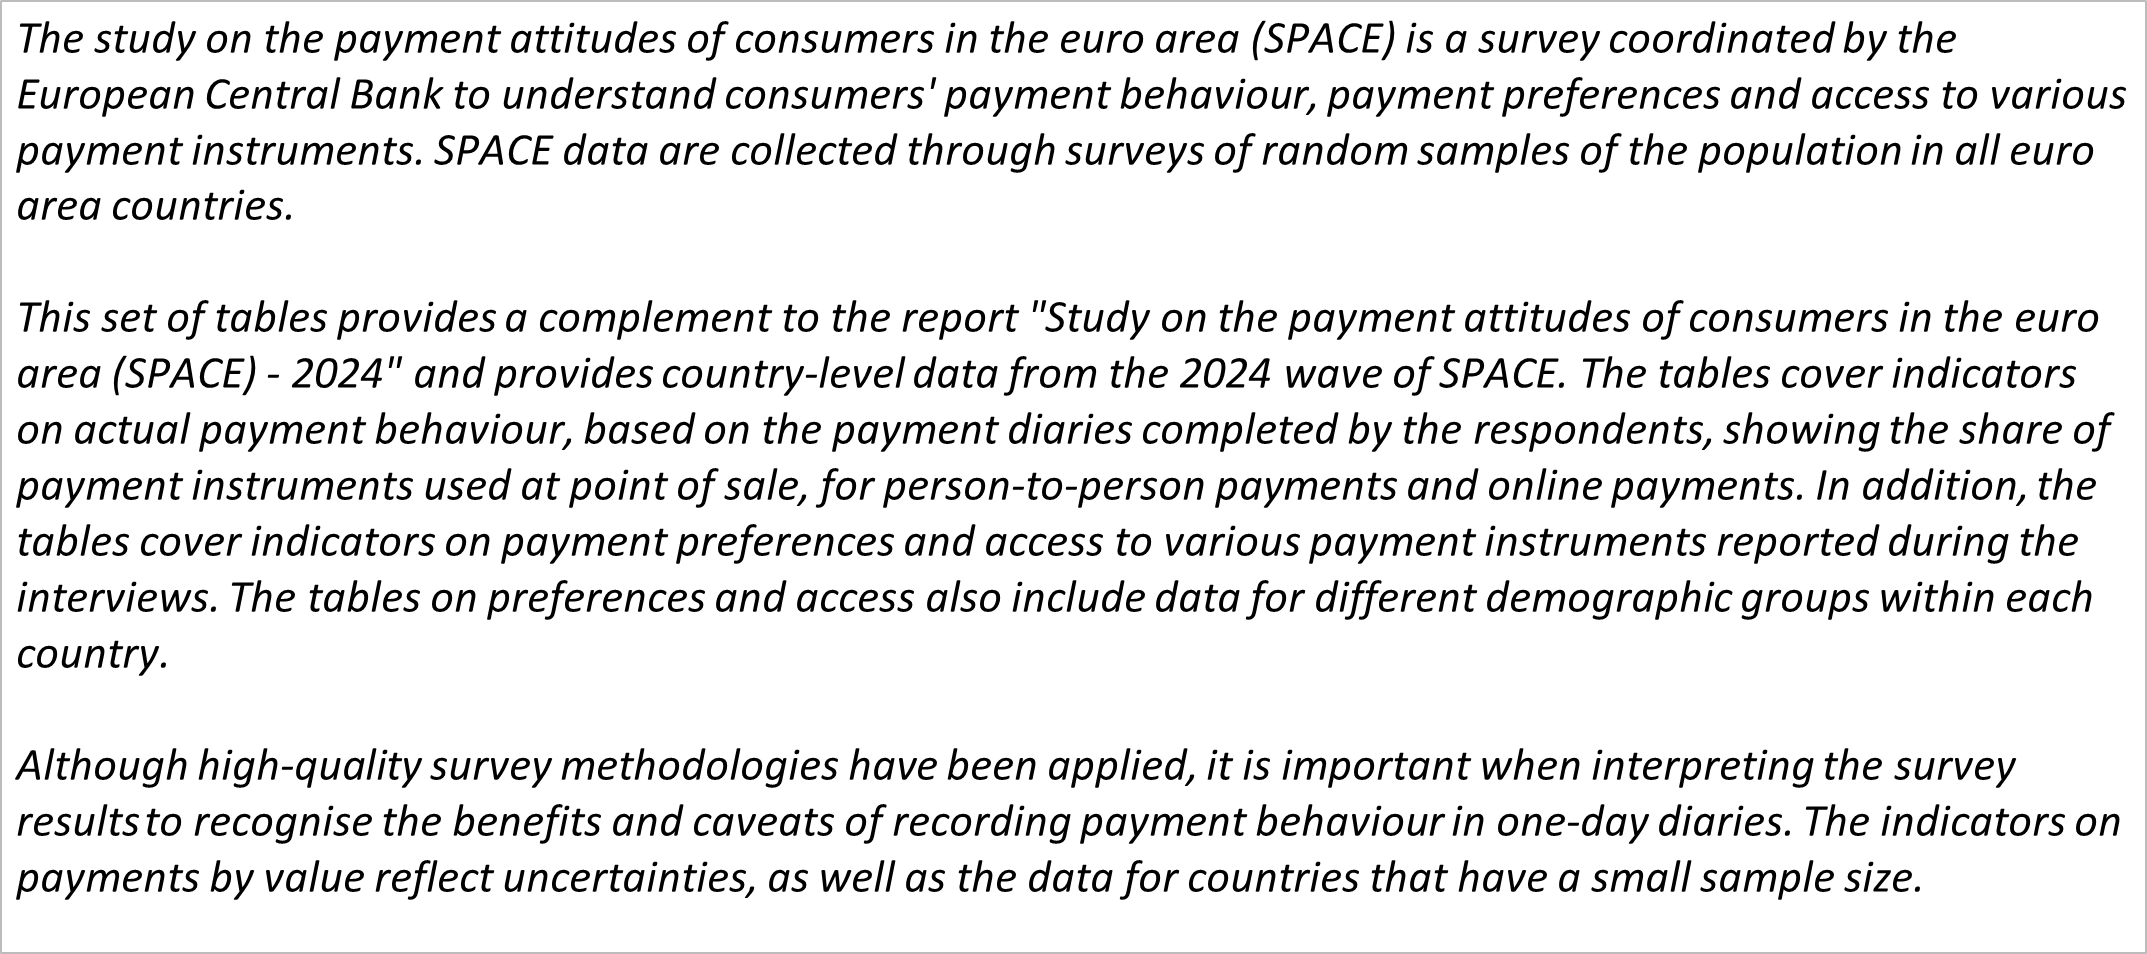 The study on the payment attitudes of consumers in the euro area (SPACE) is a survey coordinated by the
European Central Bank to understand consumers' payment behaviour, payment preferences and access to various
payment instruments. SPACE data are collected through surveys of random samples of the population in all euro
area countries.
This set of tables provides a complement to the report "Study on the payment attitudes of consumers in the euro
area (SPACE) - 2024" and provides country-level data from the 2024 wave of SPACE. The tables cover indicators
on actual payment behaviour, based on the payment diaries completed by the respondents, showing the share of
payment instruments used at point of sale, for person-to-person payments and online payments. In addition, the
tables cover indicators on payment preferences and access to various payment instruments reported during the
interviews. The tables on preferences and access also include data for different demographic groups within each
country.
Although high-quality survey methodologies have been applied, it is important when interpreting the survey
results to recognise the benefits and caveats of recording payment behaviour in one-day diaries. The indicators on
payments by value reflect uncertainties, as well as the data for countries that have a small sample size.